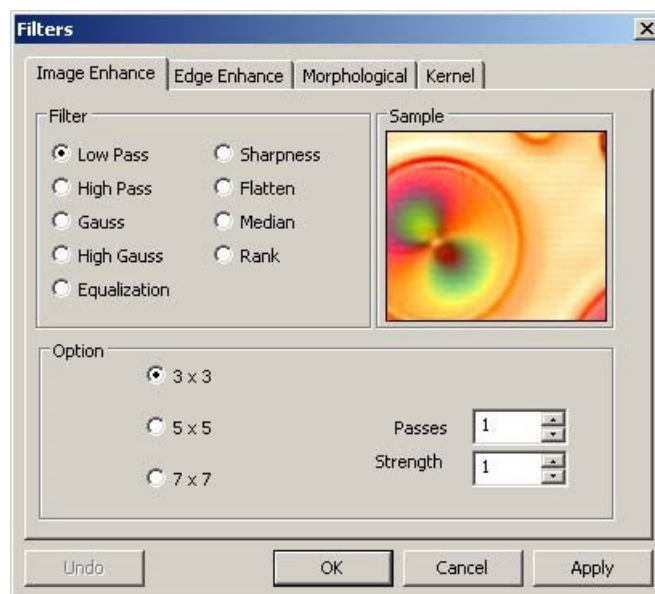 Filters
Image Enhance Edge Enhance Morphological Kernel
Filter
Low Pass
High Pass
Gauss
High Gauss
Equalization
Sharpness
Flatten
Median
Rank
Sample
Option
3 x 3
5 x 5
7 x 7
Passes 1
Strength 1
Undo OK Cancel Apply